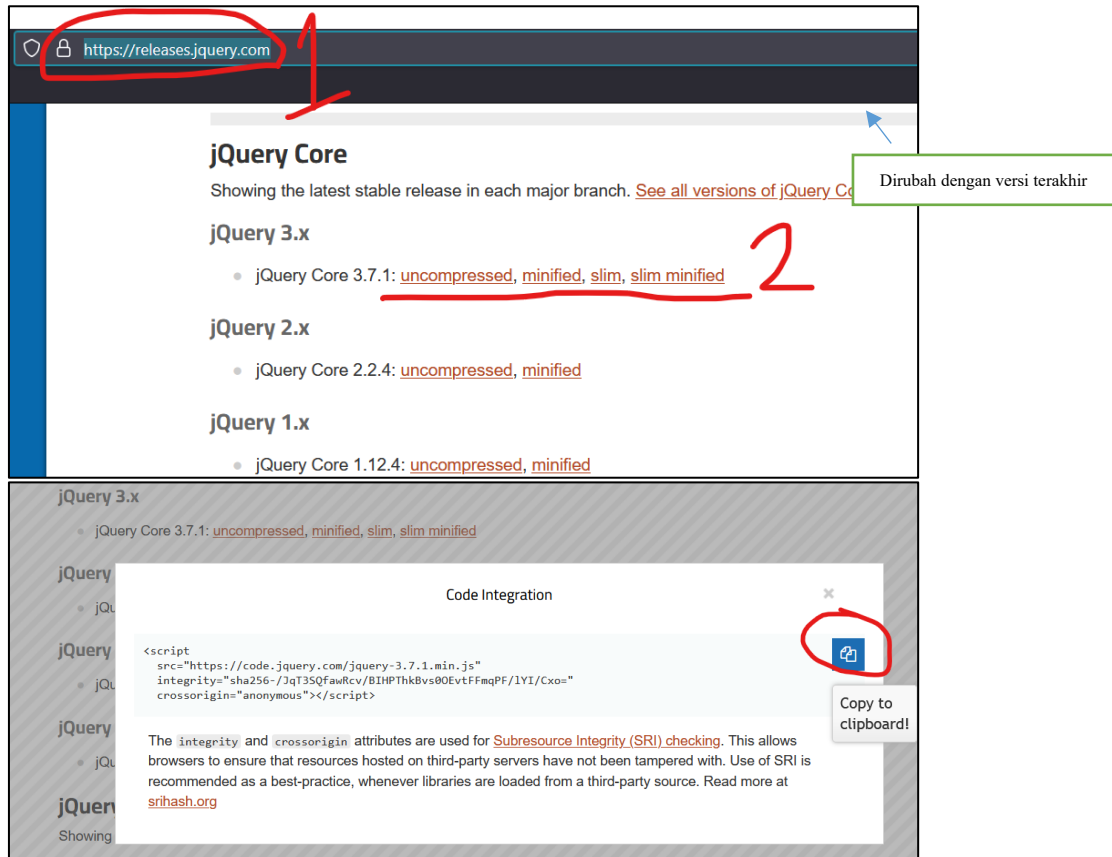 https://releases.jquery.com
1
jQuery Core
Showing the latest stable release in each major branch. See all versions of jQuery Co
Dirubah dengan versi terakhir
jQuery 3.x
jQuery Core 3.7.1: uncompressed, minified, slim, slim minified
2
jQuery 2.x
jQuery Core 2.2.4: uncompressed, minified
jQuery 1.x
jQuery Core 1.12.4: uncompressed, minified
jQuery 3.x
jQuery Core 3.7.1: uncompressed, minified, slim, slim minified
jQuery
jQu
Code Integration
jQuery
jQu
<script
src="https://code.jquery.com/jquery-3.7.1.min.js"
integrity="sha256-/JqT3SQfawRcv/BIHPThkBvs0OEvtFFmqPF/lYI/Cxo="
crossorigin="anonymous"></script>
Copy to
clipboard!
jQuery
jQu
The integrity and crossorigin attributes are used for Subresource Integrity (SRI) checking. This allows
browsers to ensure that resources hosted on third-party servers have not been tampered with. Use of SRI is
recommended as a best-practice, whenever libraries are loaded from a third-party source. Read more at
srihash.org
jQuery
Showing